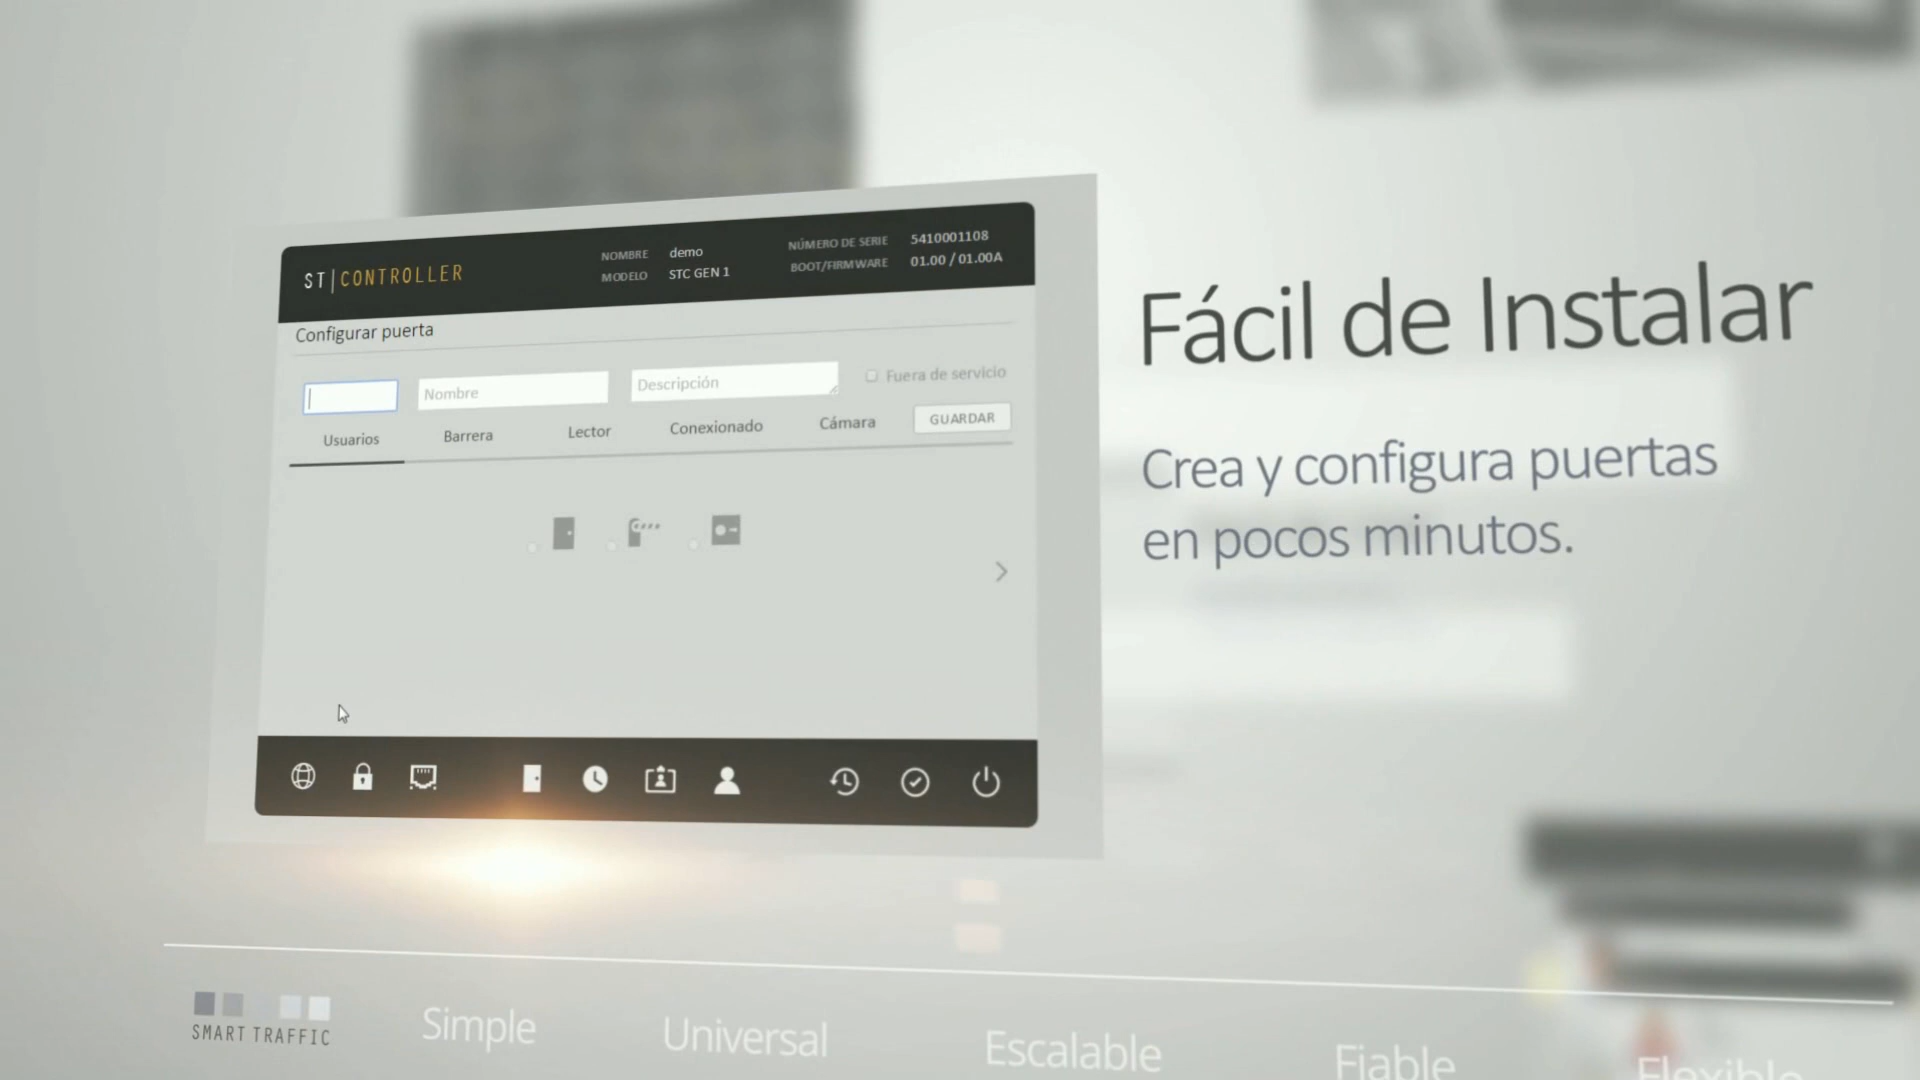 ST|CONTROLLER
NOMBRE demo
MODELO STC GEN 1
NÚMERO DE SERIE 5410001108
BOOT/FIRMWARE 01.00 / 01.00A
Configurar puerta
Nombre
Descripción
Fuera de servicio
Usuarios
Barrera
Lector
Conexionado
Cámara
GUARDAR
Fácil de Instalar
Crea y configura puertas
en pocos minutos.
SMART TRAFFIC
Simple
Universal
Escalable
Fiable
Flexible